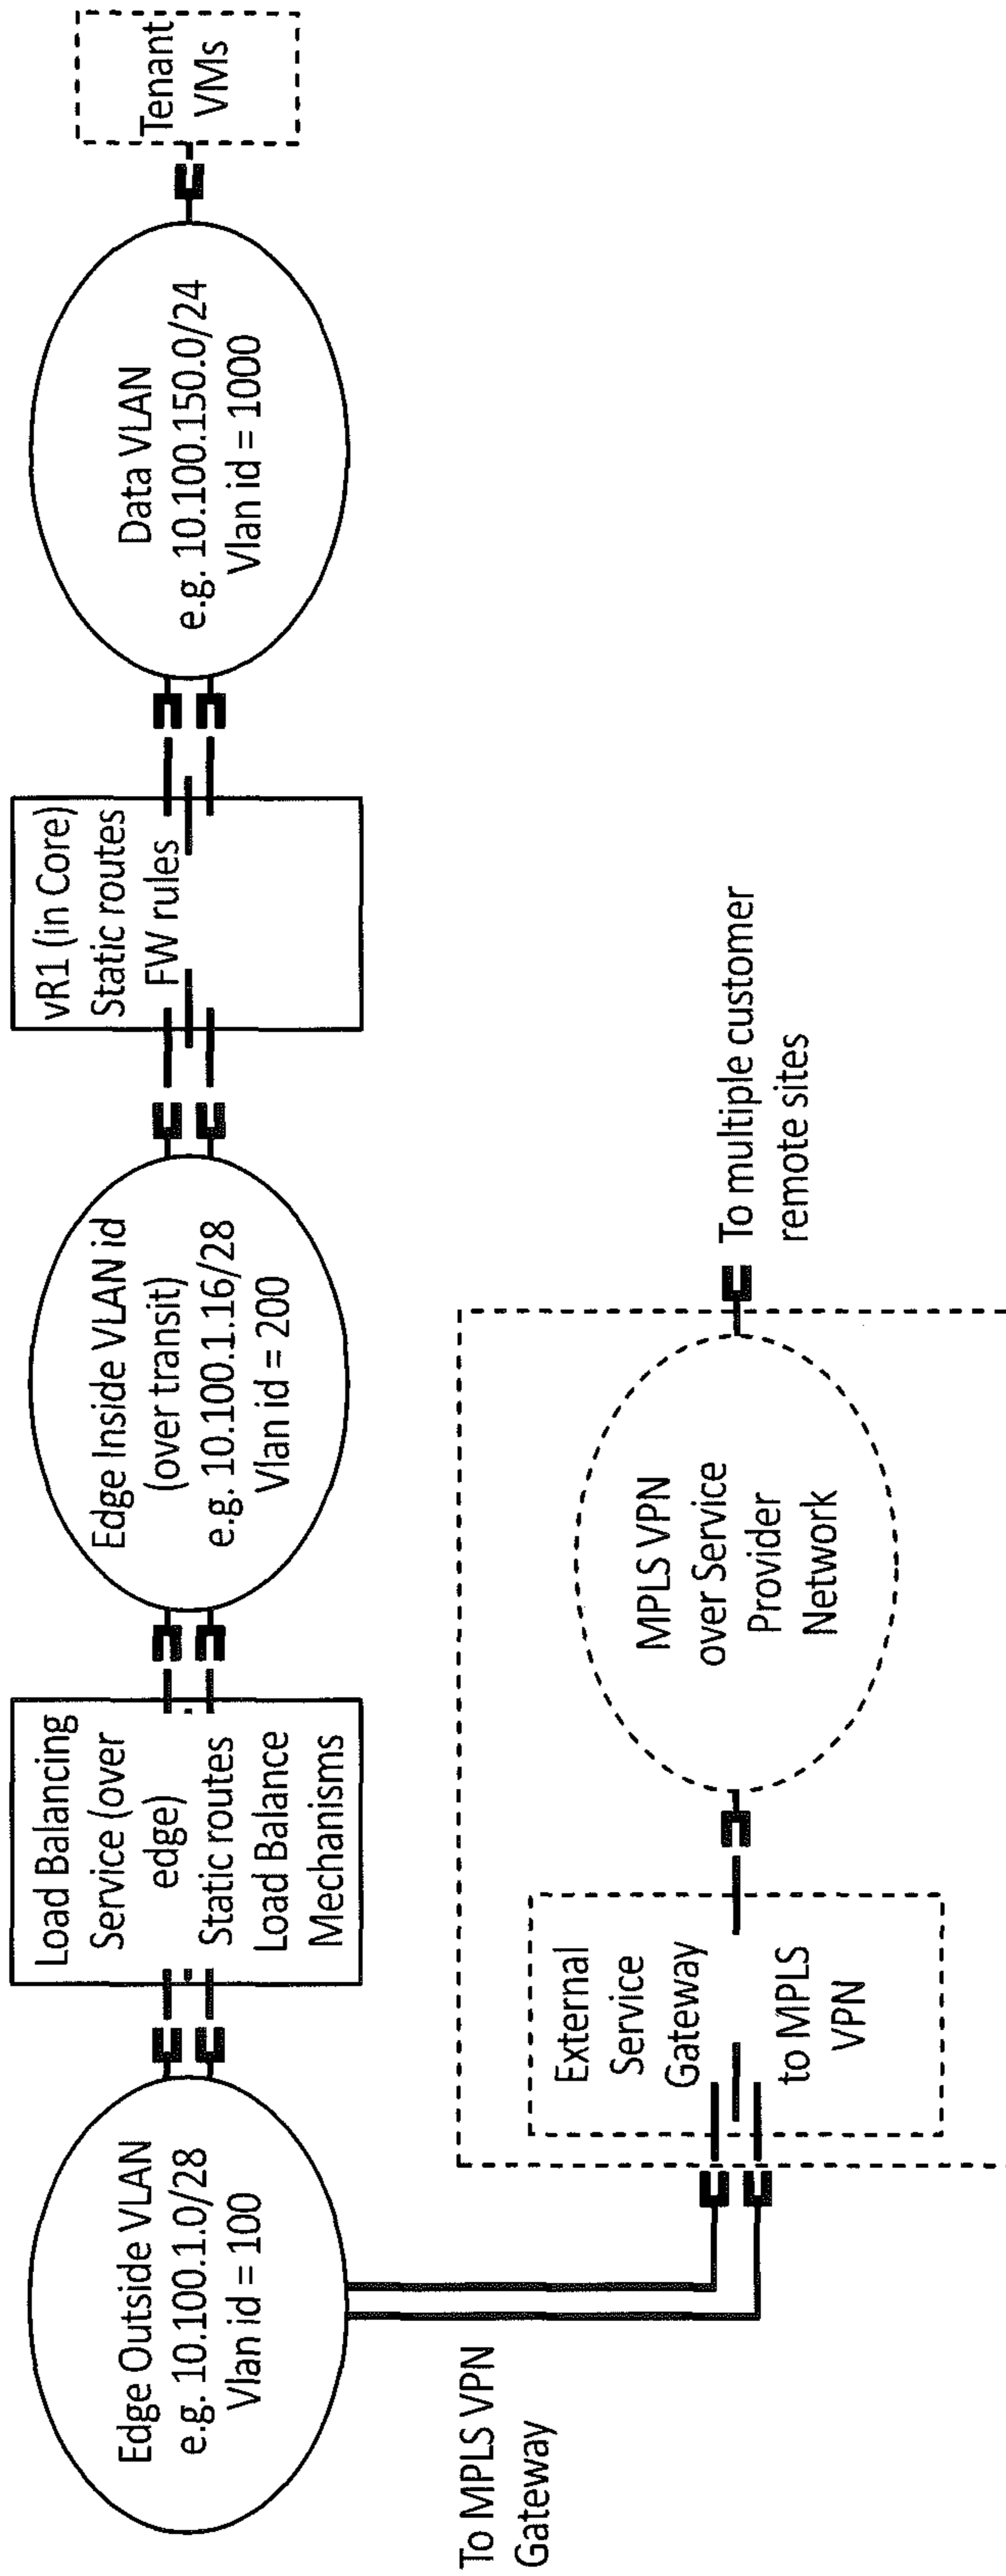 Edge Outside VLAN
e.g. 10.100.1.0/28
Vlan id = 100
Load Balancing
Service (over
edge)
Static routes
Load Balance
Mechanisms
Edge Inside VLAN id
(over transit)
e.g. 10.100.1.16/28
Vlan id = 200
vR1 (in Core)
Static routes
FW rules
Data VLAN
e.g. 10.100.150.0/24
Vlan id = 1000
Tenant
VMs
To MPLS VPN
Gateway
External
Service
Gateway
to MPLS
VPN
MPLS VPN
over Service
Provider
Network
To multiple customer
remote sites